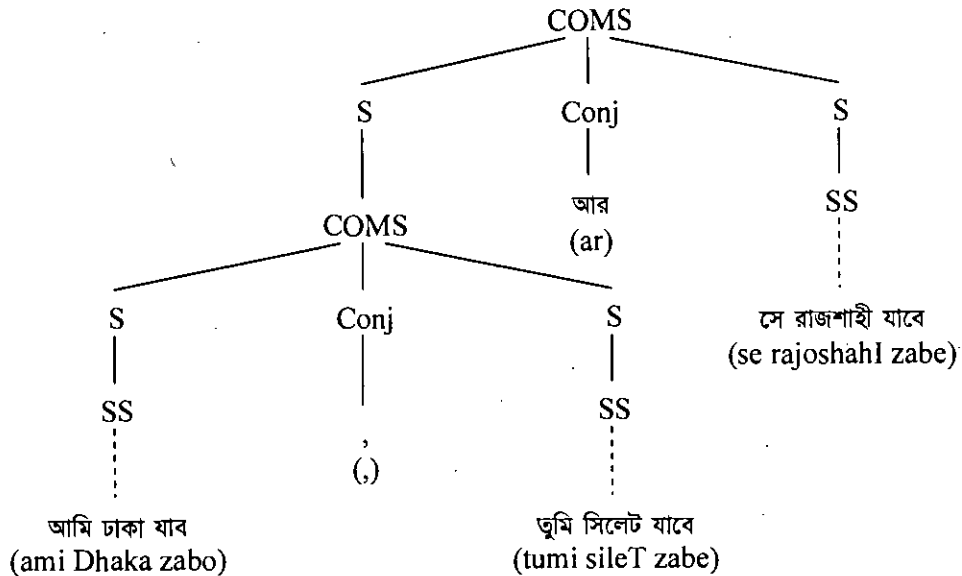 COMS
S Conj S
আর
(ar)
SS
COMS
S Conj S
সে রাজশাহী যাবে
(se rajoshahI zabe)
SS
,
(,)
SS
আমি ঢাকা যাব
(ami Dhaka zabo)
তুমি সিলেট যাবে
(tumi sileT zabe)